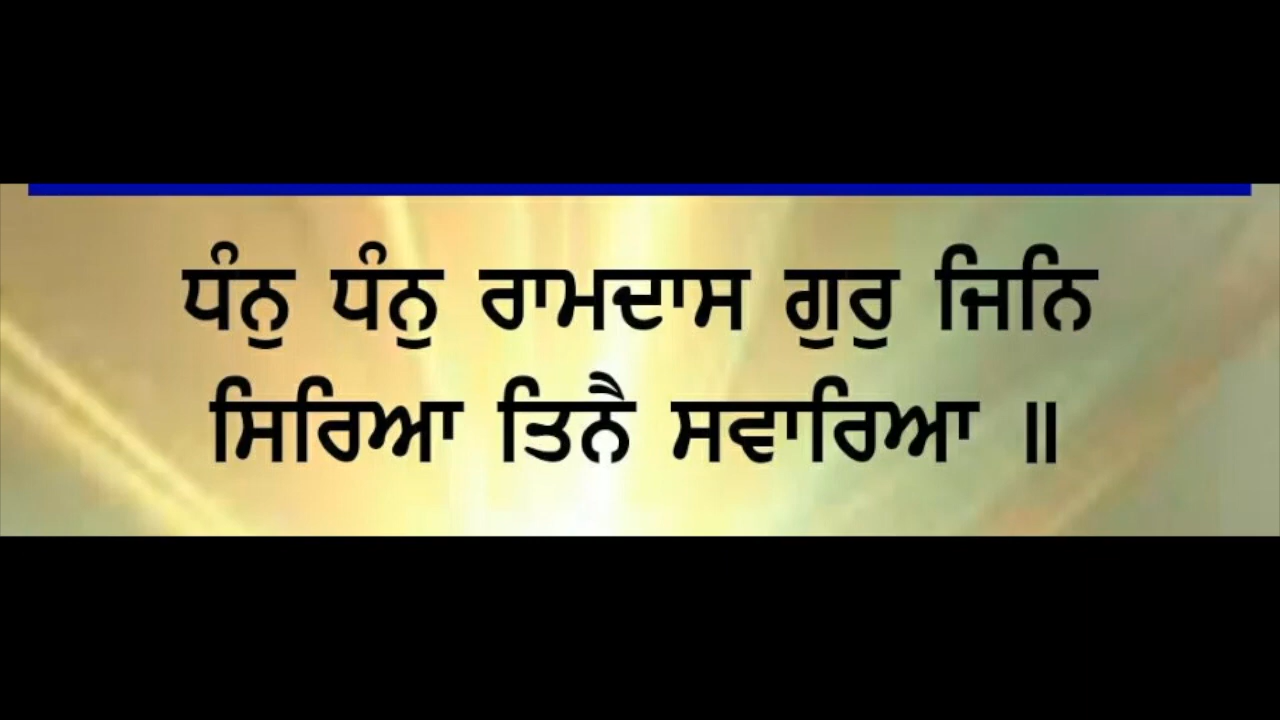 ਧੰਨੁ ਧੰਨੁ ਰਾਮਦਾਸ ਗੁਰੁ ਜਿਨਿ
ਸਿਰਿਆ ਤਿਨੈ ਸਵਾਰਿਆ ॥